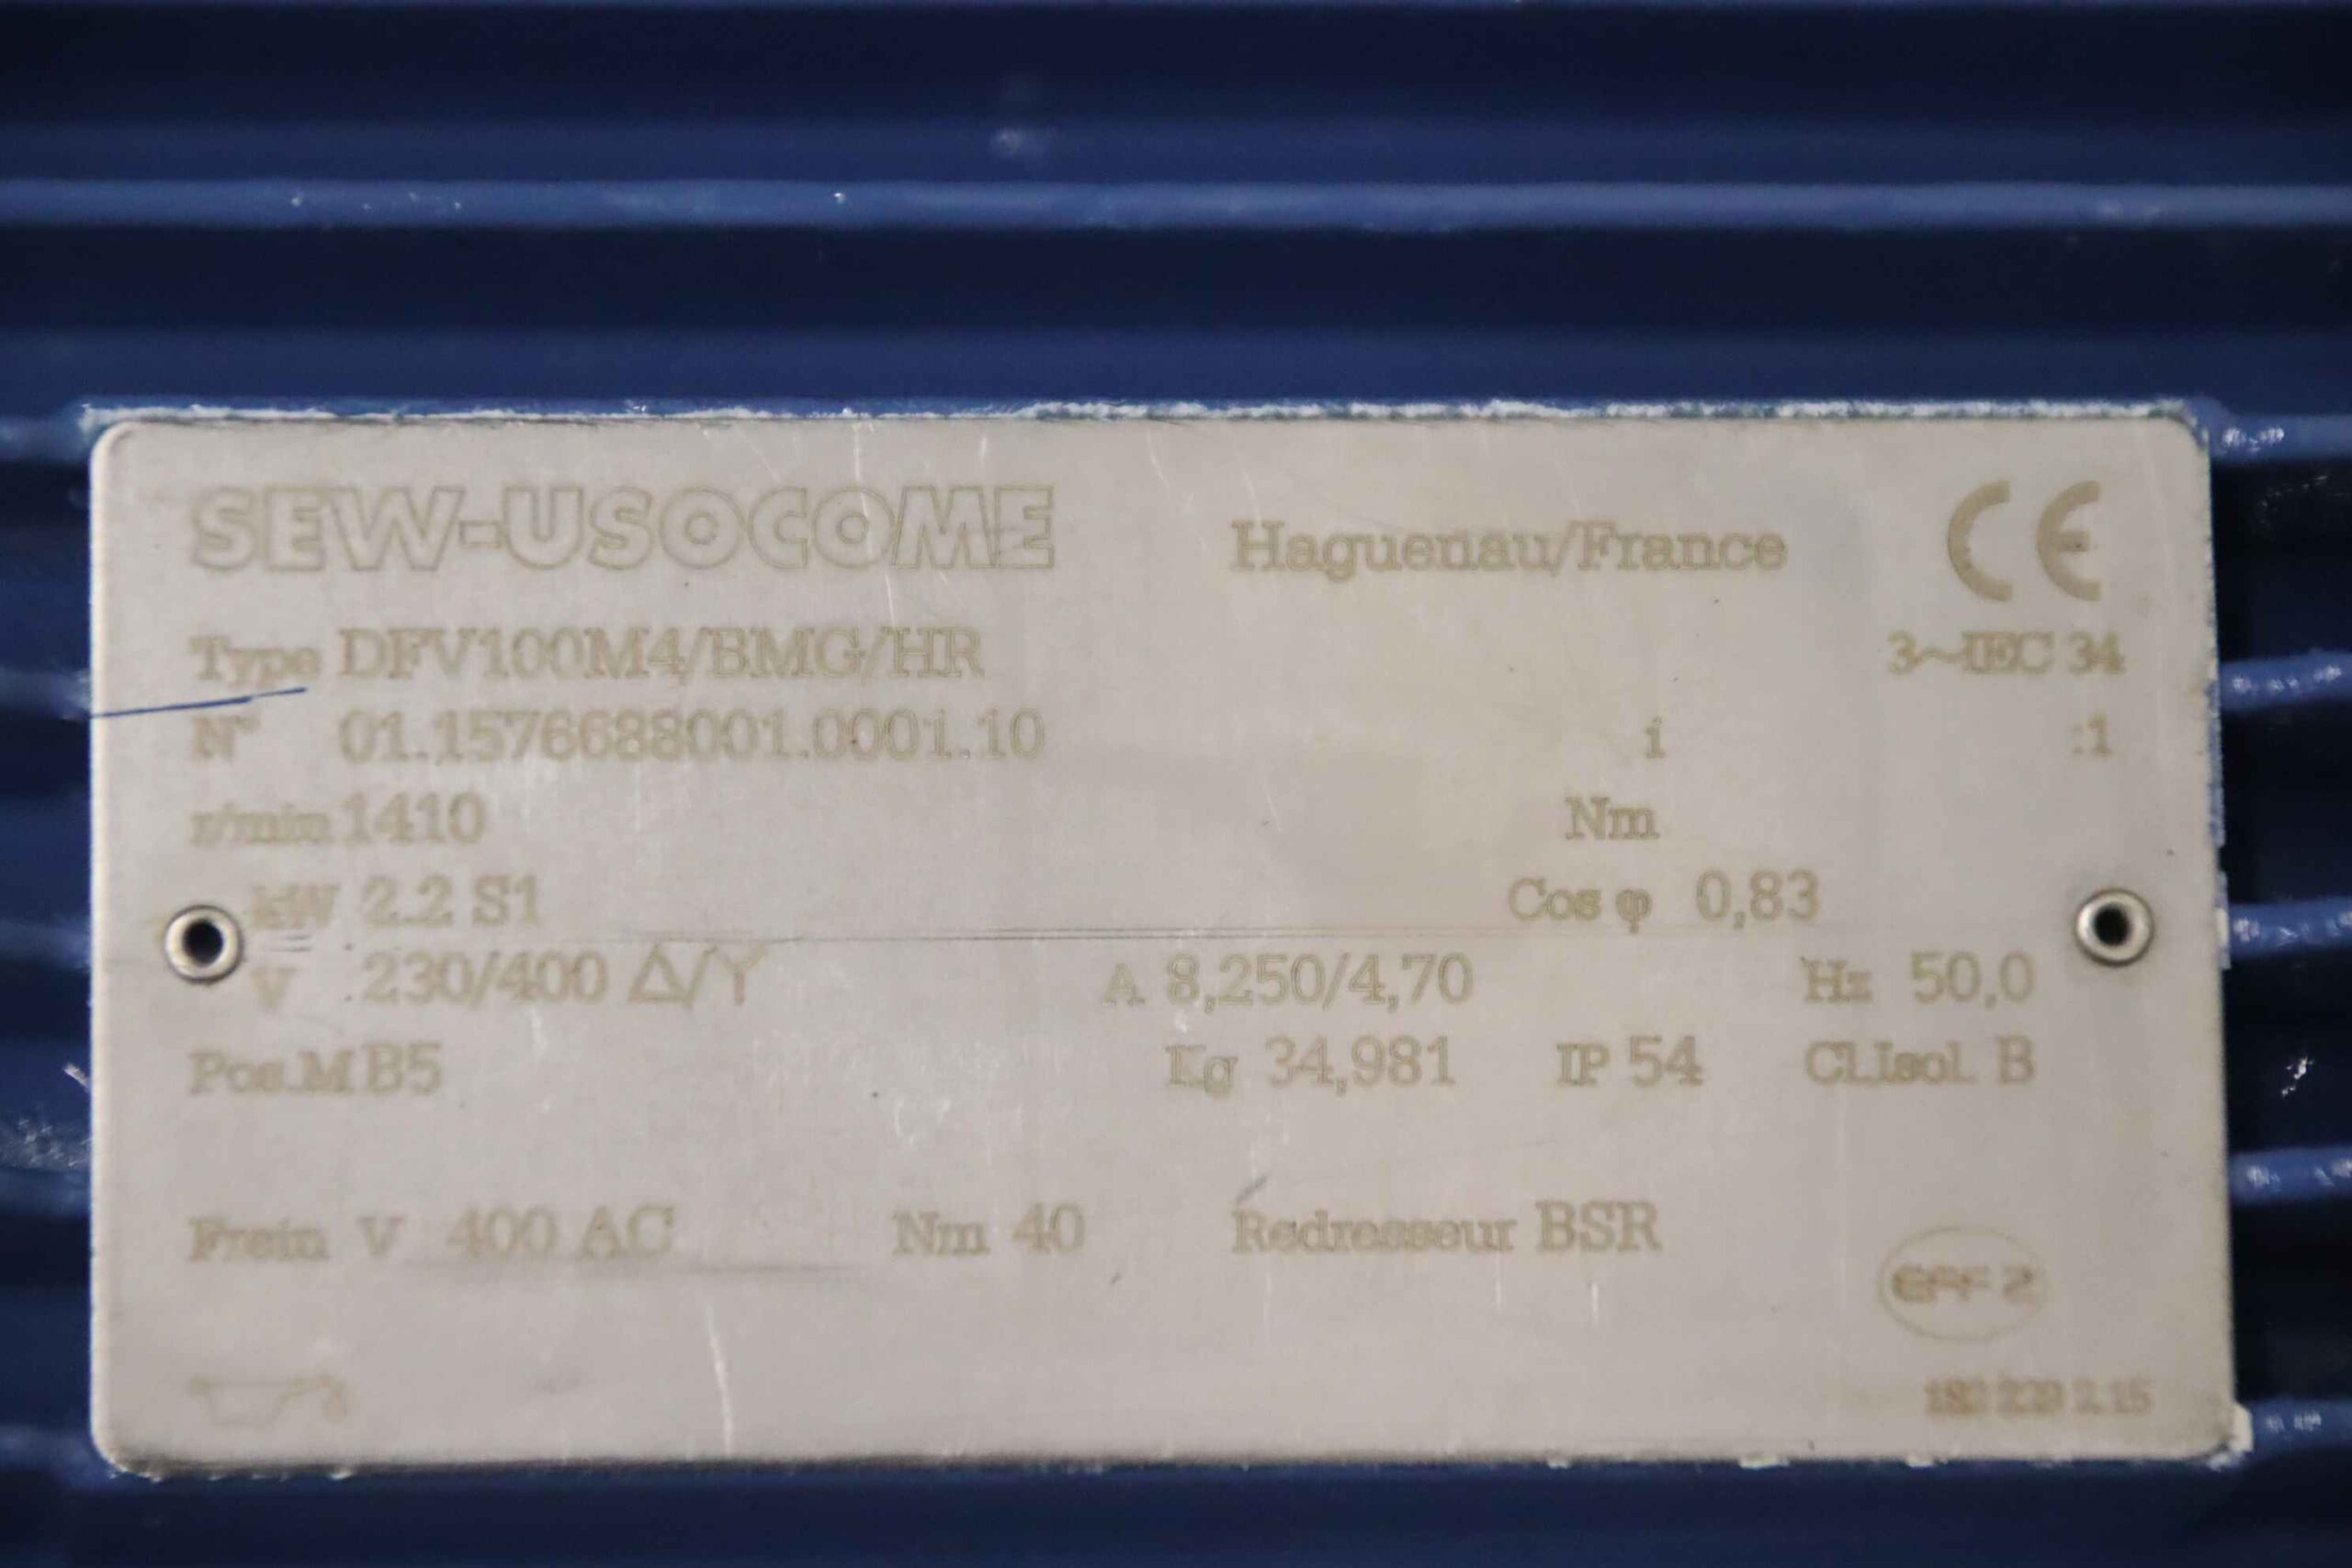 SEW-USOCOME Haguenau/France CE
Type DFV100M4/BMG/HR 3~IEC 34
N° 01.1576688001.0001.10 i :1
r/min 1410 Nm
kW 2.2 S1 Cos φ 0,83
V 230/400 Δ/Y A 8,250/4,70 Hz 50,0
Pos.M B5 Kg 34,981 IP 54 Cl.Isol. B
Frein V 400 AC Nm 40 Redresseur BSR
EFF 2